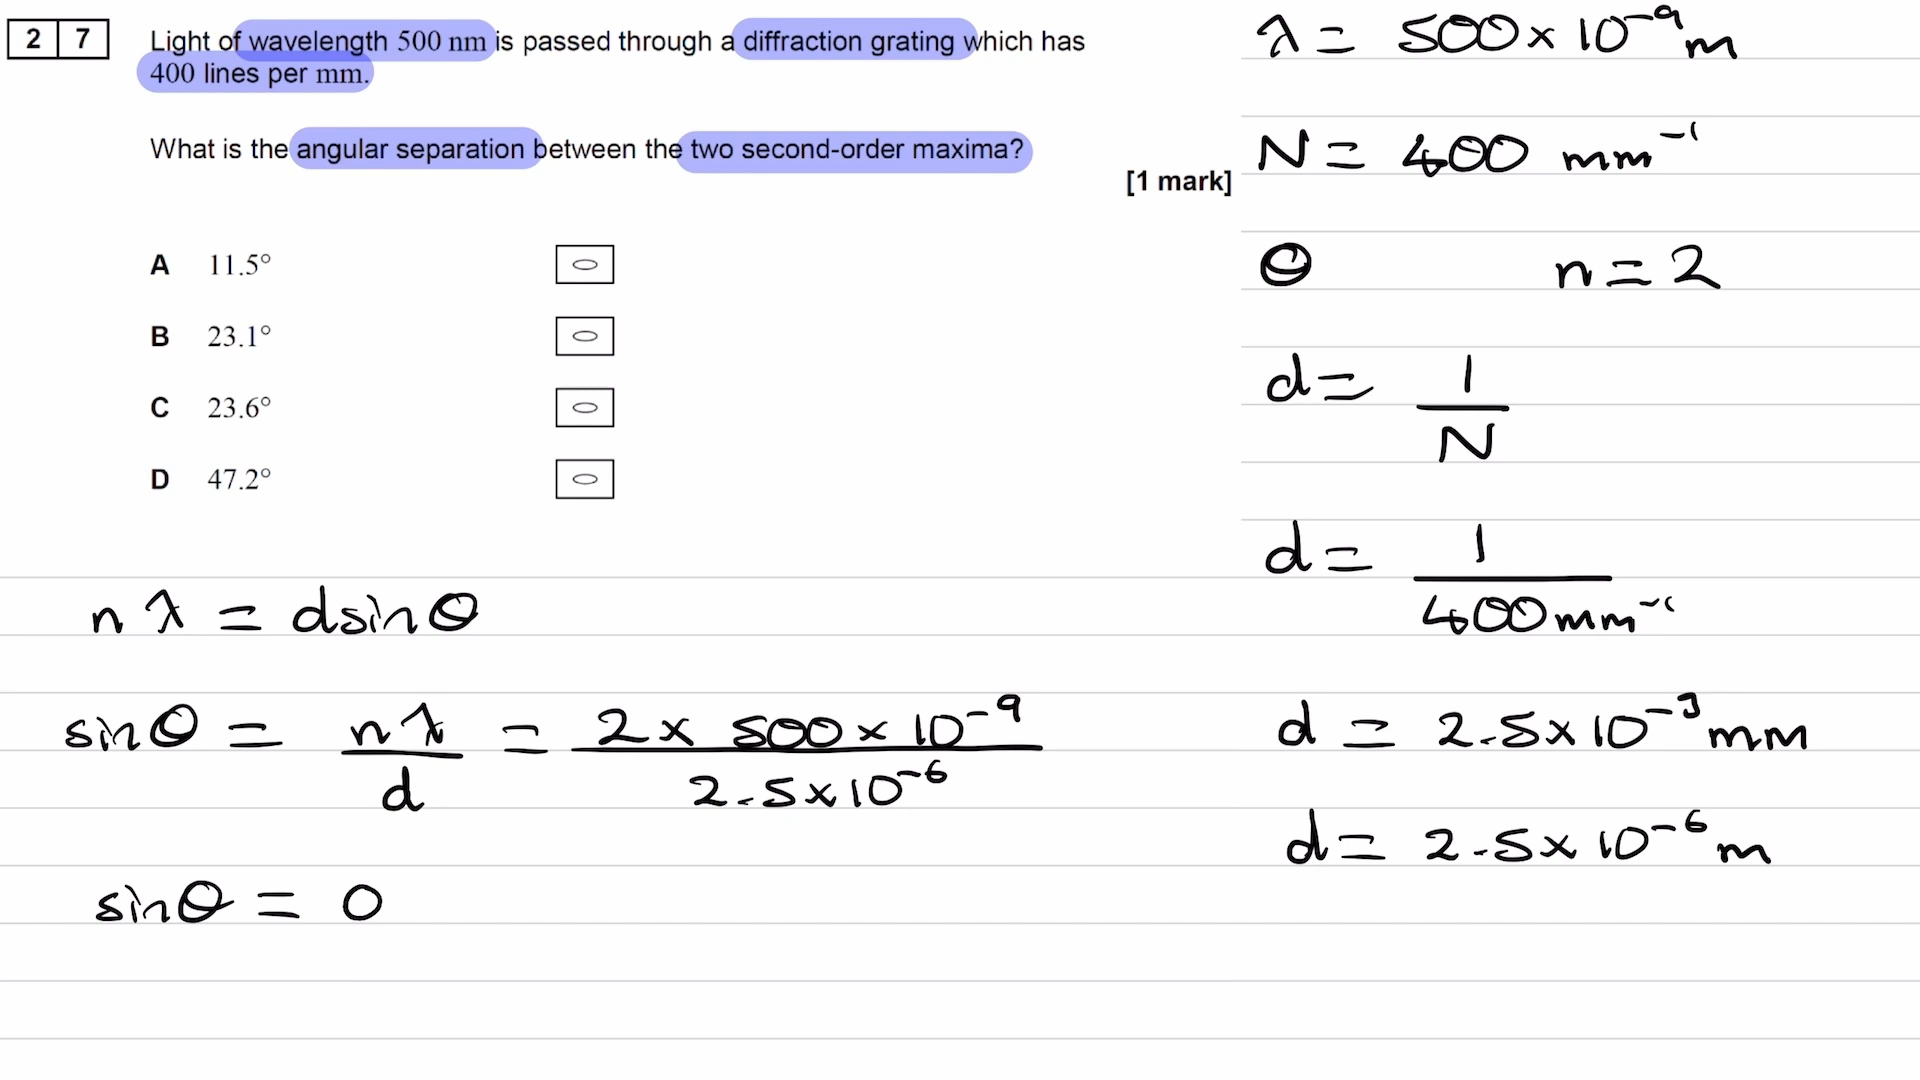 2 7
Light of wavelength 500 nm is passed through a diffraction grating which has
400 lines per mm.
What is the angular separation between the two second-order maxima?
[1 mark]
A 11.5°
B 23.1°
C 23.6°
D 47.2°
λ = 500 × 10⁻⁹ m
N = 400 mm⁻¹
θ n = 2
d = 1/N
d = 1/400 mm⁻¹
d = 2.5 × 10⁻³ mm
d = 2.5 × 10⁻⁶ m
nλ = dsinθ
sinθ = nλ/d = 2 × 500 × 10⁻⁹/2.5 × 10⁻⁶
sinθ = 0